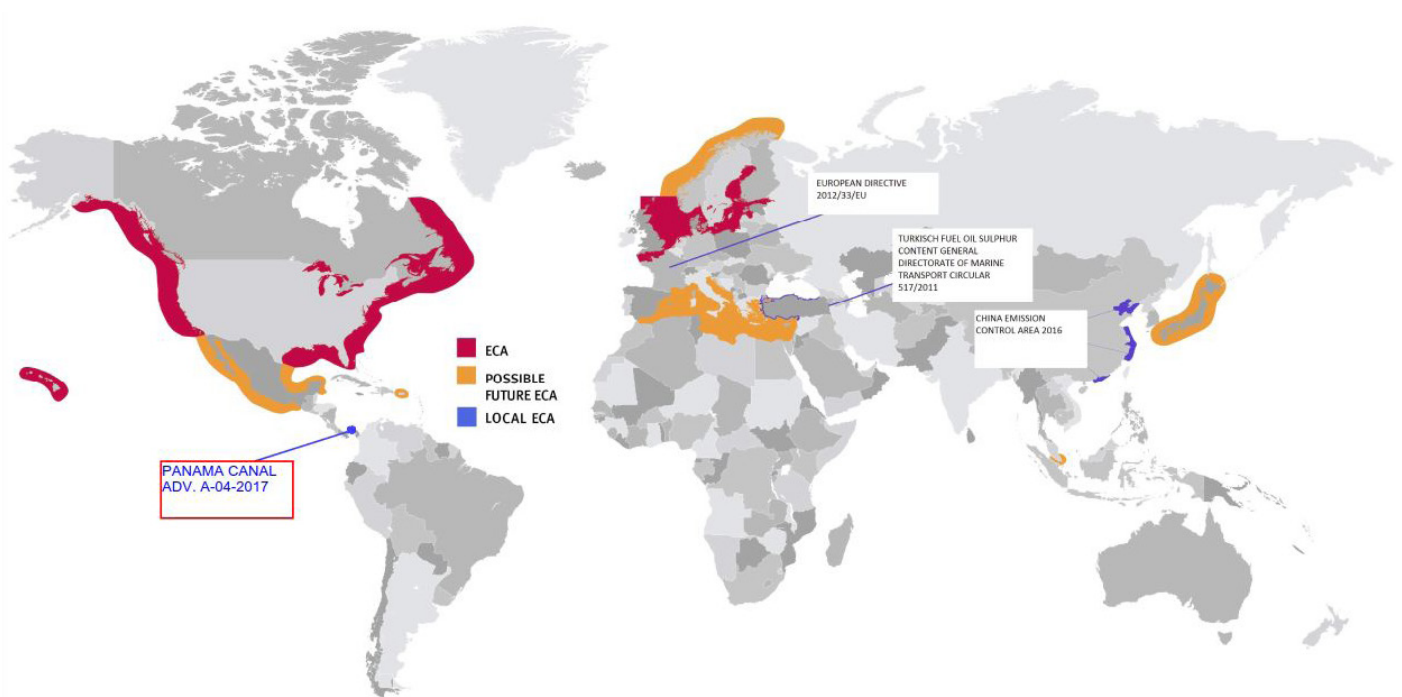 EUROPEAN DIRECTIVE
2012/33/EU
TURKISCH FUEL OIL SULPHUR
CONTENT GENERAL
DIRECTORATE OF MARINE
TRANSPORT CIRCULAR
517/2011
CHINA EMISSION
CONTROL AREA 2016
ECA
POSSIBLE
FUTURE ECA
LOCAL ECA
PANAMA CANAL
ADV. A-04-2017